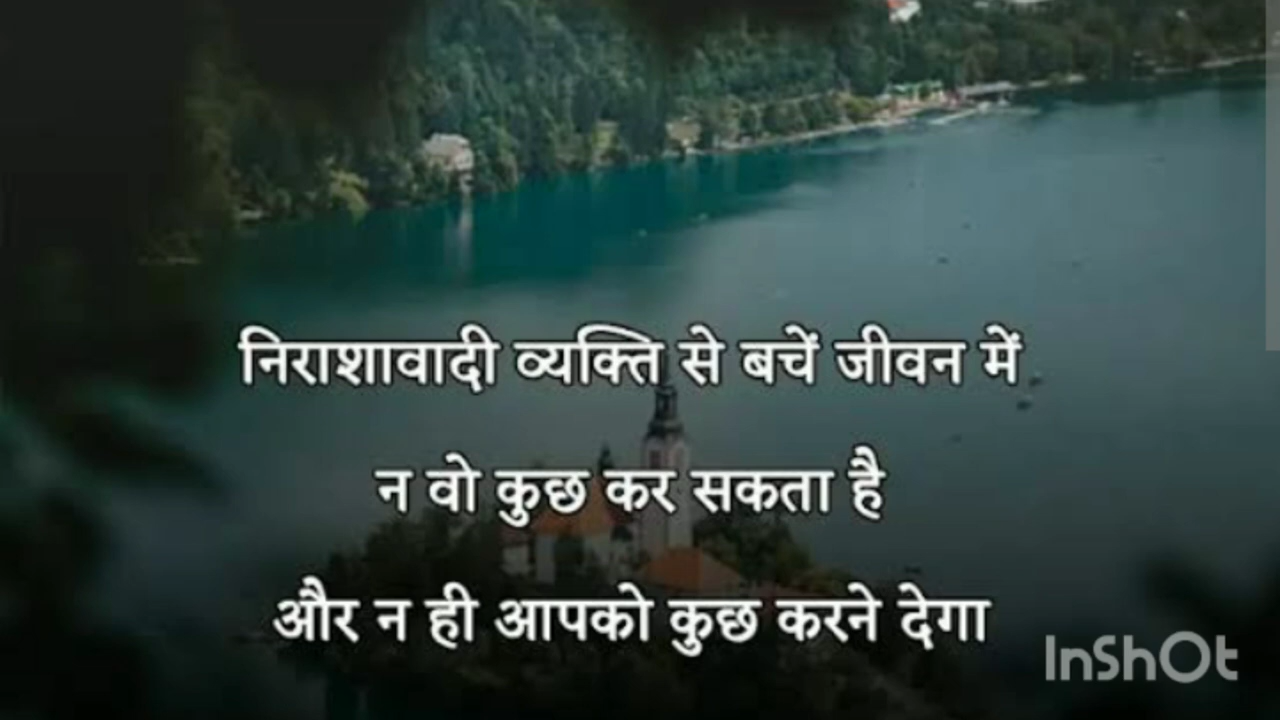 निराशावादी व्यक्ति से बचें जीवन में
न वो कुछ कर सकता है
और न ही आपको कुछ करने देगा
InShOt